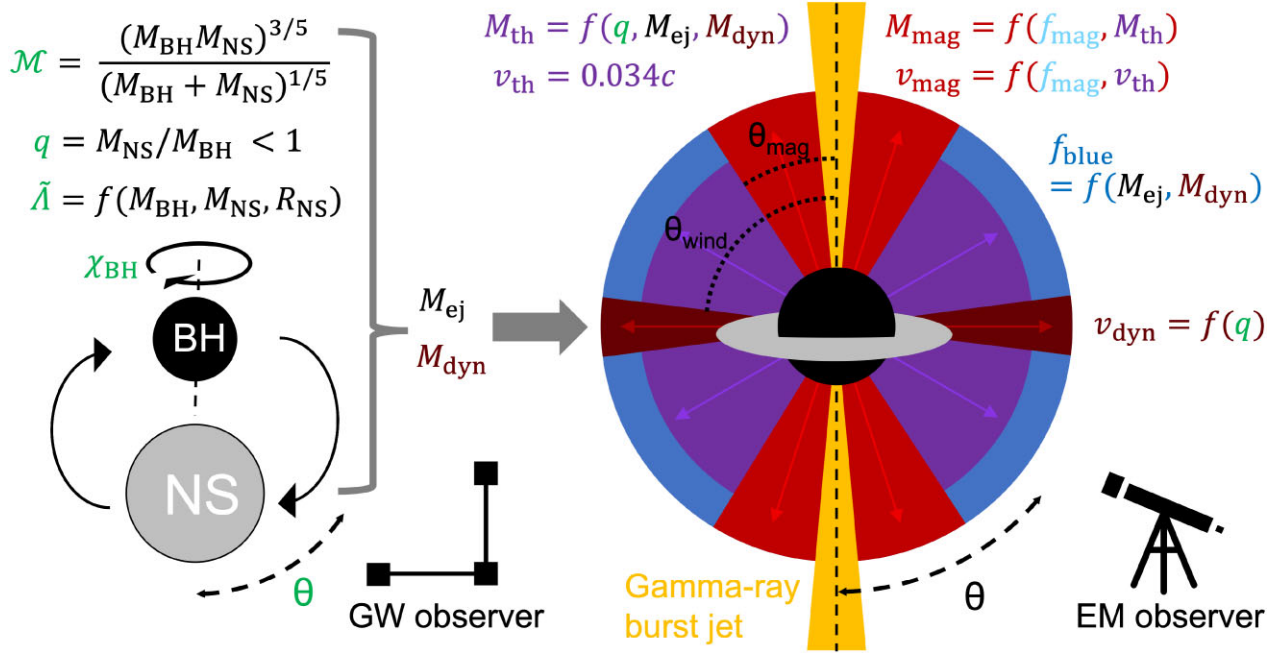 ℳ = (M_BH M_NS)^{3/5} / (M_BH + M_NS)^{1/5}
q = M_NS/M_BH < 1
Λ̃ = f(M_BH, M_NS, R_NS)
χ_BH
BH
NS
θ
GW observer
M_ej
M_dyn
M_th = f(q, M_ej, M_dyn)
v_th = 0.034c
M_mag = f(f_mag, M_th)
v_mag = f(f_mag, v_th)
θ_mag
θ_wind
f_blue
= f(M_ej, M_dyn)
v_dyn = f(q)
Gamma-ray
burst jet
θ
EM observer